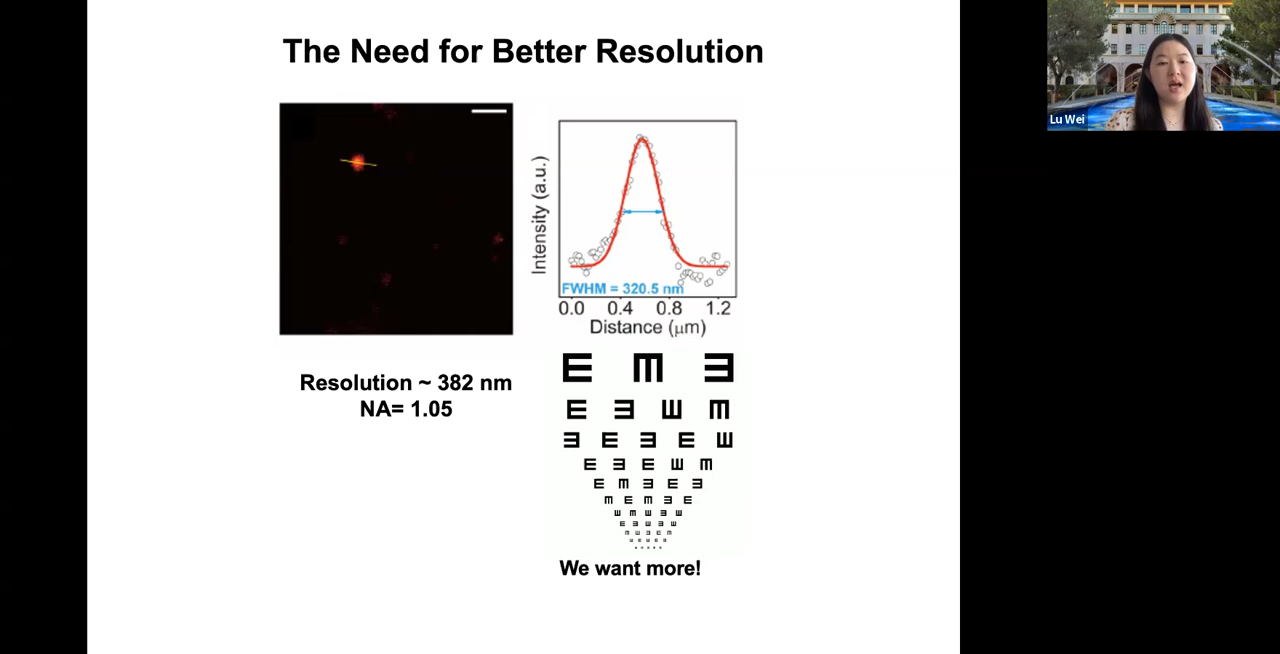 The Need for Better Resolution
Lu Wei
Intensity (a.u.)
FWHM = 320.5 nm
0.0 0.4 0.8 1.2
Distance (μm)
Resolution ~ 382 nm
NA= 1.05
E m Ǝ
E Ǝ ш m
Ǝ E Ǝ E ш
E Ǝ E ш m
E m Ǝ E Ǝ
m E m Ǝ E
We want more!